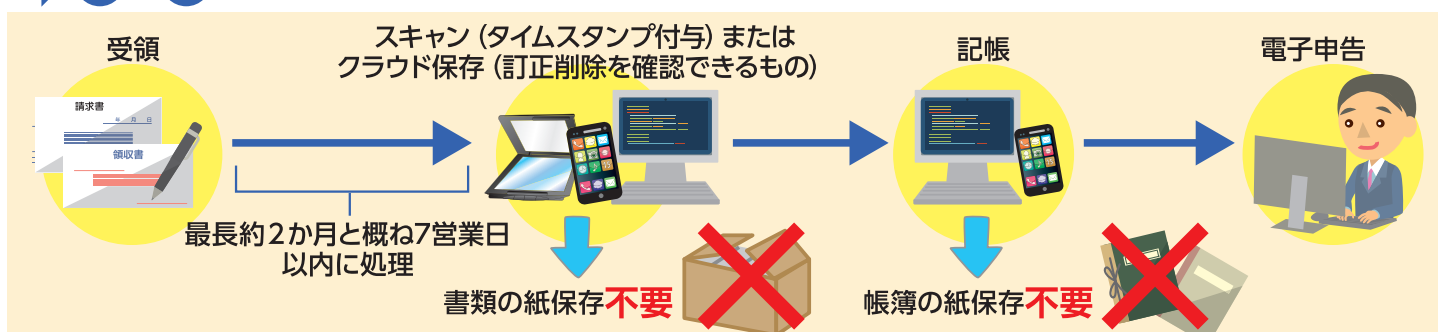 受領
スキャン（タイムスタンプ付与）または
クラウド保存（訂正削除を確認できるもの）
記帳
電子申告
請求書
年 月 日
領収書
最長約2か月と概ね7営業日
以内に処理
書類の紙保存不要
帳簿の紙保存不要